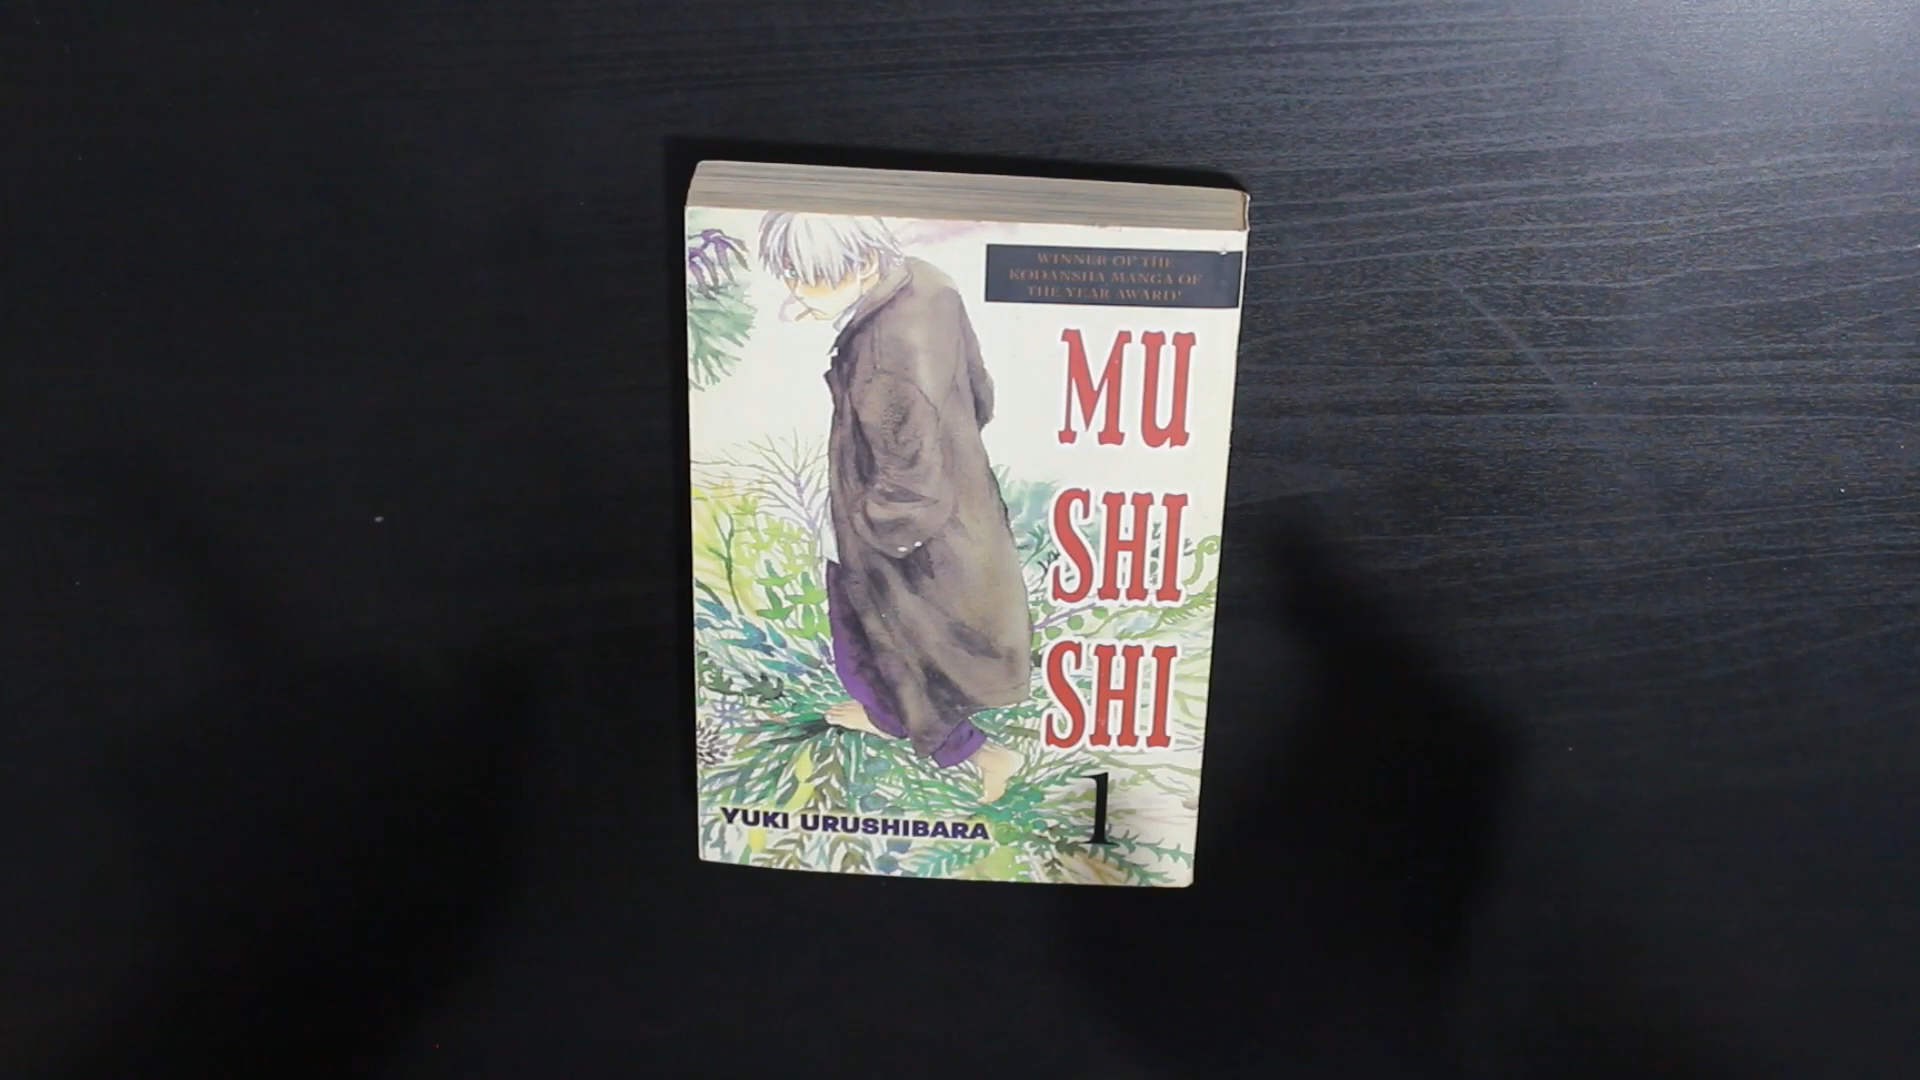 WINNER OF THE
KODANSHA MANGA OF
THE YEAR AWARD!
MU
SHI
SHI
1
YUKI URUSHIBARA